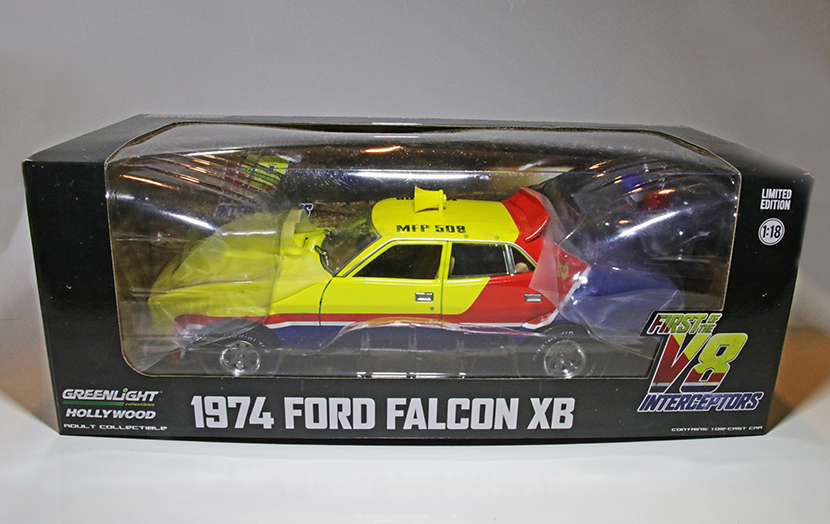 MFP 508
LIMITED
EDITION
1:18
FIRST OF THE
V8
INTERCEPTORS
GREENLIGHT
collectibles
HOLLYWOOD
ADULT COLLECTIBLE
1974 FORD FALCON XB
CONTAINS: 1 DIE-CAST CAR